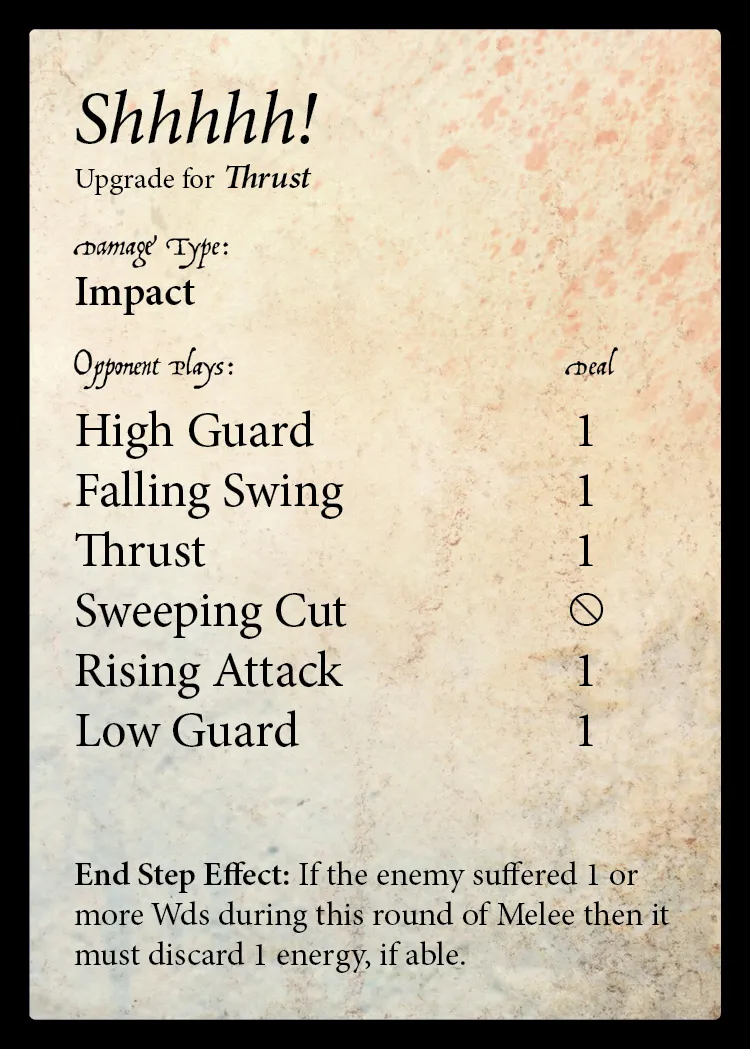 Shhhhh!
Upgrade for Thrust
Damage Type:
Impact
Opponent Plays: Deal
High Guard 1
Falling Swing 1
Thrust 1
Sweeping Cut 🛇
Rising Attack 1
Low Guard 1
End Step Effect: If the enemy suffered 1 or
more Wds during this round of Melee then it
must discard 1 energy, if able.